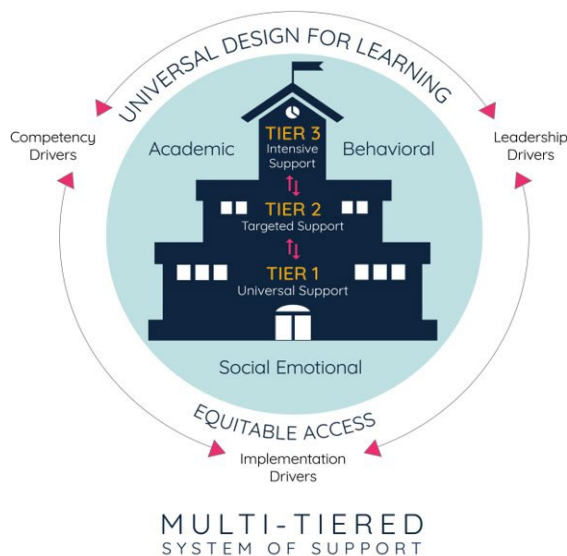 UNIVERSAL DESIGN FOR LEARNING
Competency
Drivers
Leadership
Drivers
Academic
Behavioral
TIER 3
Intensive
Support
TIER 2
Targeted Support
TIER 1
Universal Support
Social Emotional
EQUITABLE ACCESS
Implementation
Drivers
MULTI-TIERED
SYSTEM OF SUPPORT